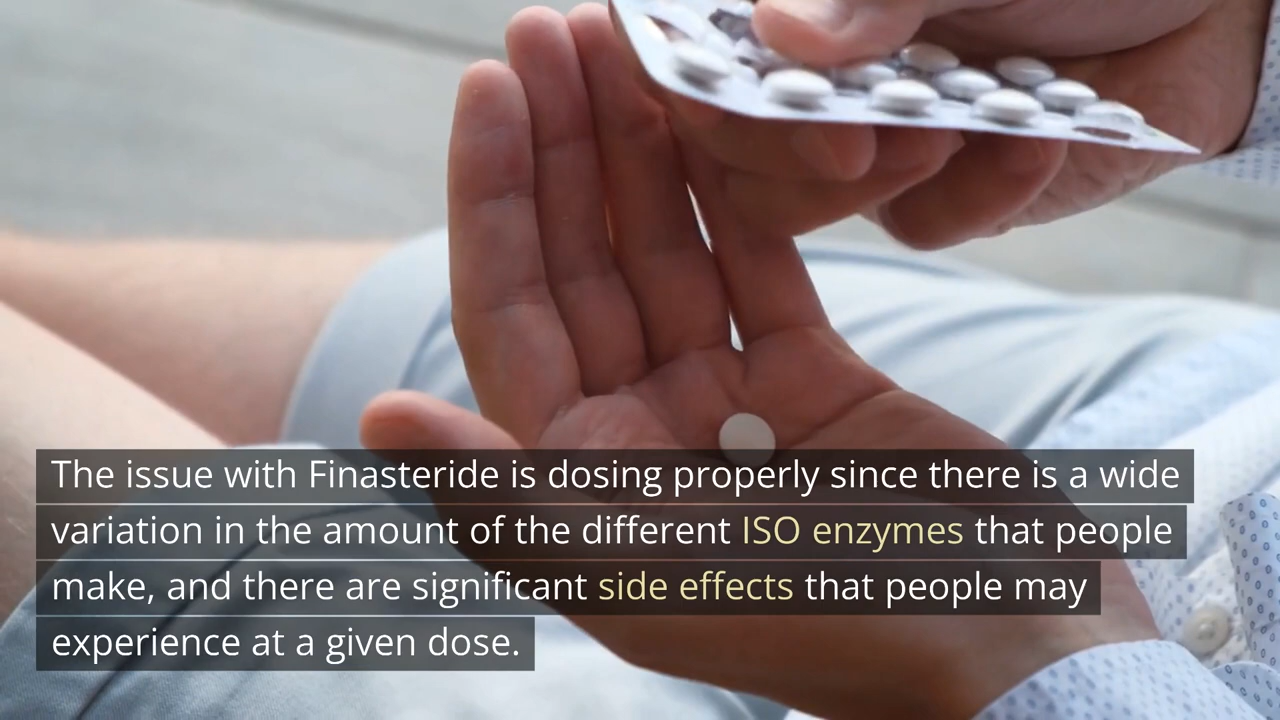 The issue with Finasteride is dosing properly since there is a wide
variation in the amount of the different ISO enzymes that people
make, and there are significant side effects that people may
experience at a given dose.